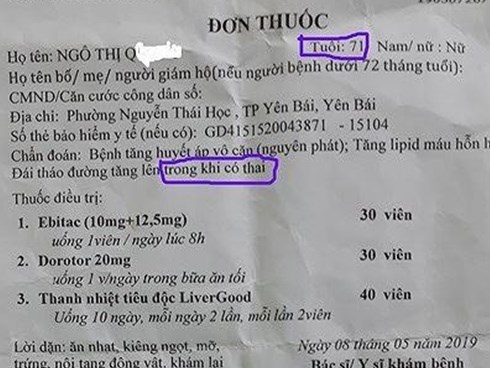 ĐƠN THUỐC
Họ tên: NGÔ THỊ Q
Tuổi: 71 Nam/ nữ : Nữ
Họ tên bố/ mẹ/ người giám hộ(nếu người bệnh dưới 72 tháng tuổi):
CMND/Căn cước công dân số:
Địa chỉ: Phường Nguyễn Thái Học , TP Yên Bái, Yên Bái
Số thẻ bảo hiểm y tế (nếu có): GD4151520043871 - 15104
Chẩn đoán: Bệnh tăng huyết áp vô căn (nguyên phát); Tăng lipid máu hỗn h
Đái tháo đường tăng lên trong khi có thai
Thuốc điều trị:
1. Ebitac (10mg+12,5mg) 30 viên
uống 1viên / ngày lúc 8h
2. Dorotor 20mg 30 viên
uống 1 v/ngày trong bữa ăn tối
3. Thanh nhiệt tiêu độc LiverGood 40 viên
Uống 10 ngày, mỗi ngày 2 lần, mỗi lần 2viên
Lời dặn: ăn nhạt, kiêng ngọt, mỡ,
trứng, nội tạng động vật, khám lại
Ngày 08 tháng 05 năm 2019
Bác sĩ/ Y sĩ khám bệnh